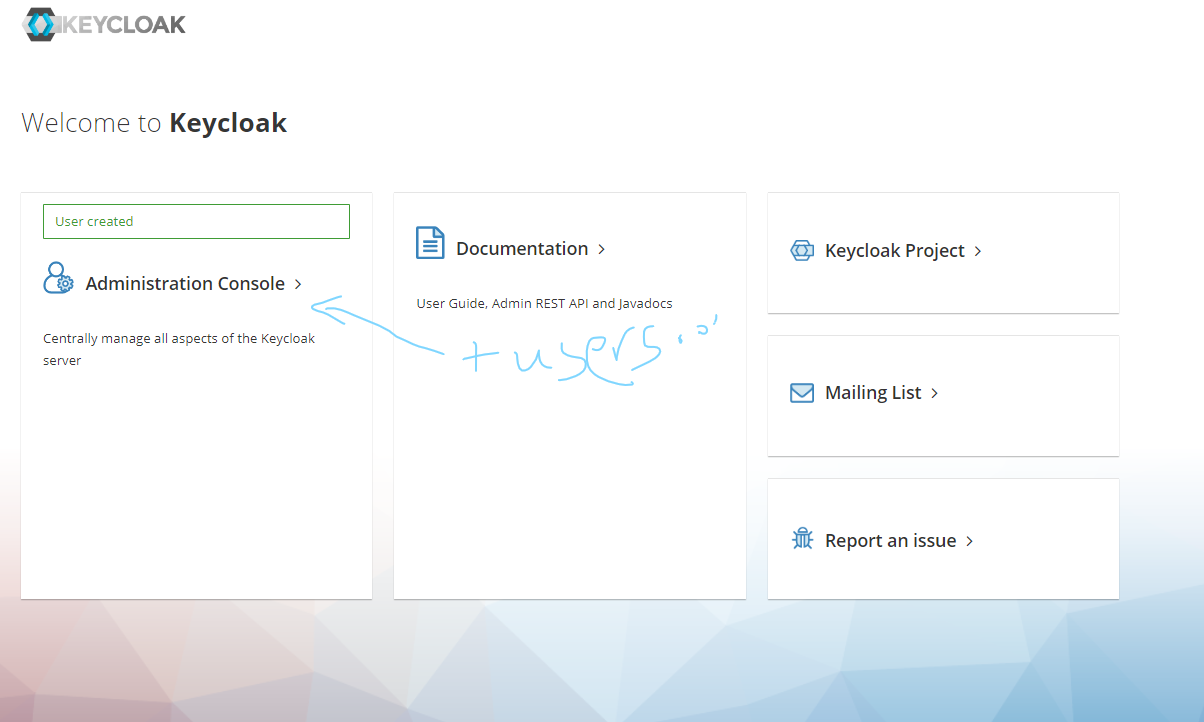 KEYCLOAK
Welcome to Keycloak
User created
Administration Console
Centrally manage all aspects of the Keycloak
server
Documentation
User Guide, Admin REST API and Javadocs
+ users
Keycloak Project
Mailing List
Report an issue